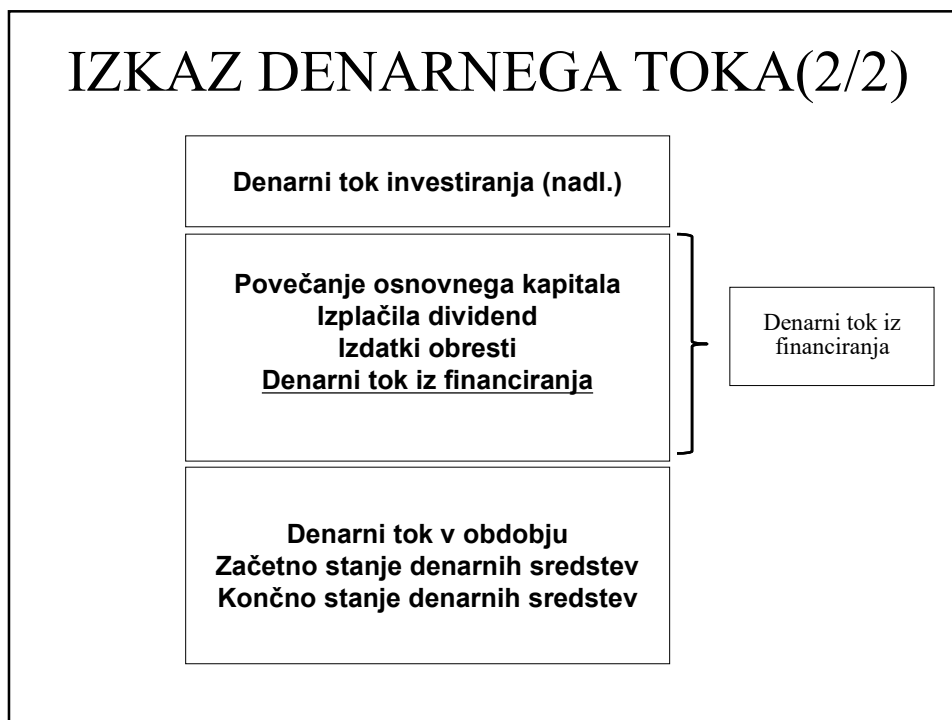 IZKAZ DENARNEGA TOKA(2/2)
Denarni tok investiranja (nadl.)
Povečanje osnovnega kapitala
Izplačila dividend
Izdatki obresti
Denarni tok iz financiranja
Denarni tok iz
financiranja
Denarni tok v obdobju
Začetno stanje denarnih sredstev
Končno stanje denarnih sredstev